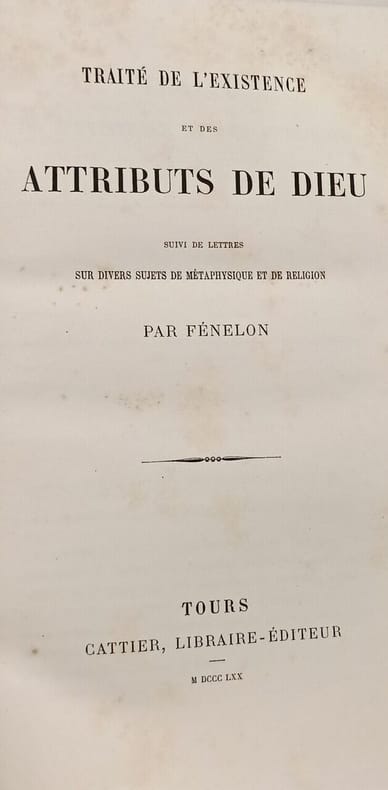 TRAITÉ DE L'EXISTENCE
ET DES
ATTRIBUTS DE DIEU
SUIVI DE LETTRES
SUR DIVERS SUJETS DE MÉTAPHYSIQUE ET DE RELIGION
PAR FÉNELON
TOURS
CATTIER, LIBRAIRE-ÉDITEUR
M DCCC LXX